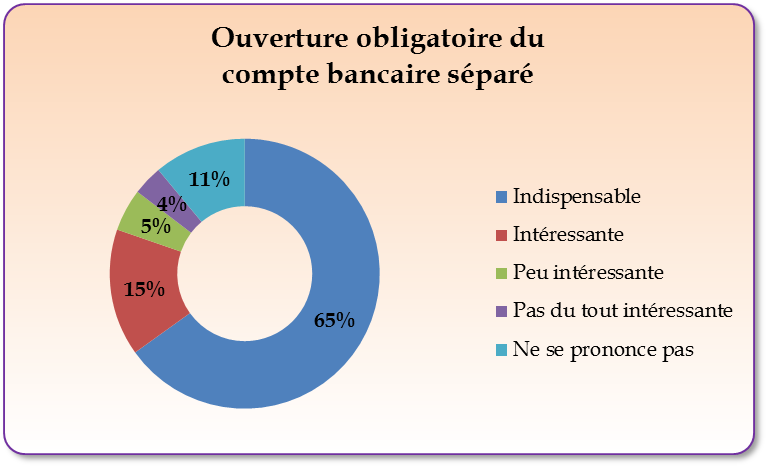 Ouverture obligatoire du
compte bancaire séparé
11%
4%
5%
15%
65%
Indispensable
Intéressante
Peu intéressante
Pas du tout intéressante
Ne se prononce pas